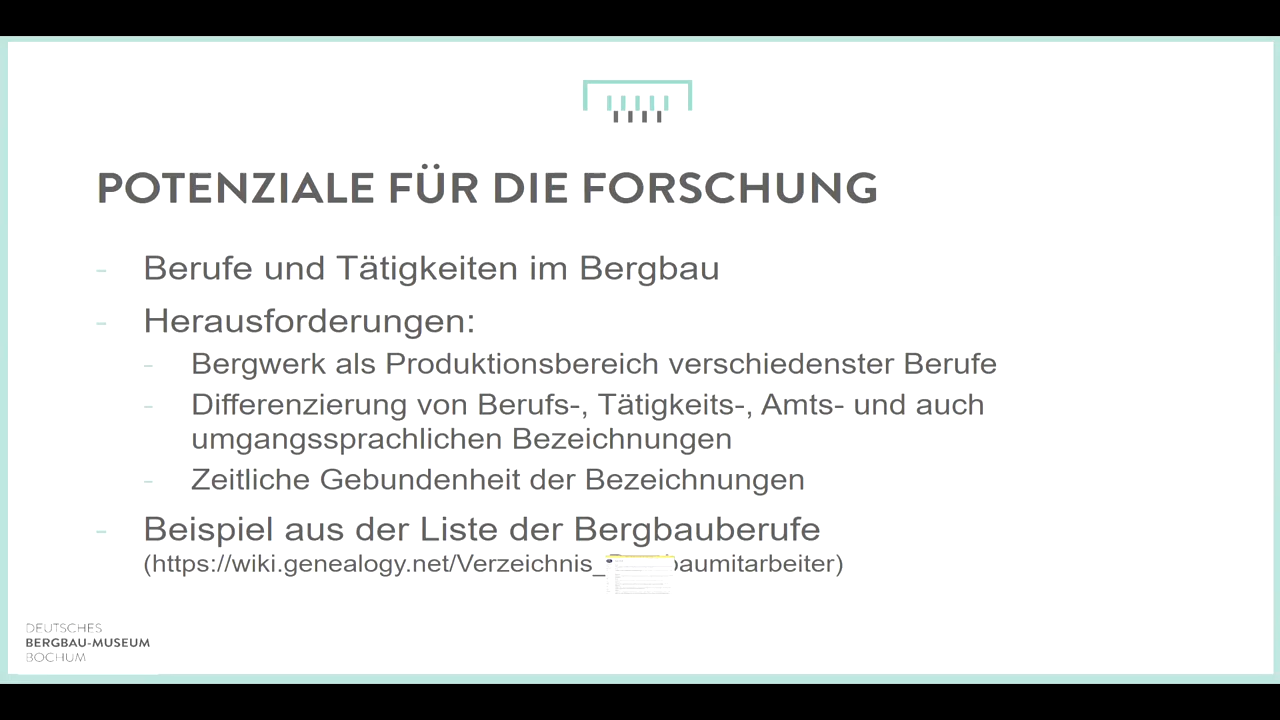 POTENZIALE FÜR DIE FORSCHUNG
- Berufe und Tätigkeiten im Bergbau
- Herausforderungen:
- Bergwerk als Produktionsbereich verschiedenster Berufe
- Differenzierung von Berufs-, Tätigkeits-, Amts- und auch
umgangssprachlichen Bezeichnungen
- Zeitliche Gebundenheit der Bezeichnungen
- Beispiel aus der Liste der Bergbauberufe
(https://wiki.genealogy.net/Verzeichnis_ baumitarbeiter)
DEUTSCHES
BERGBAU-MUSEUM
BOCHUM